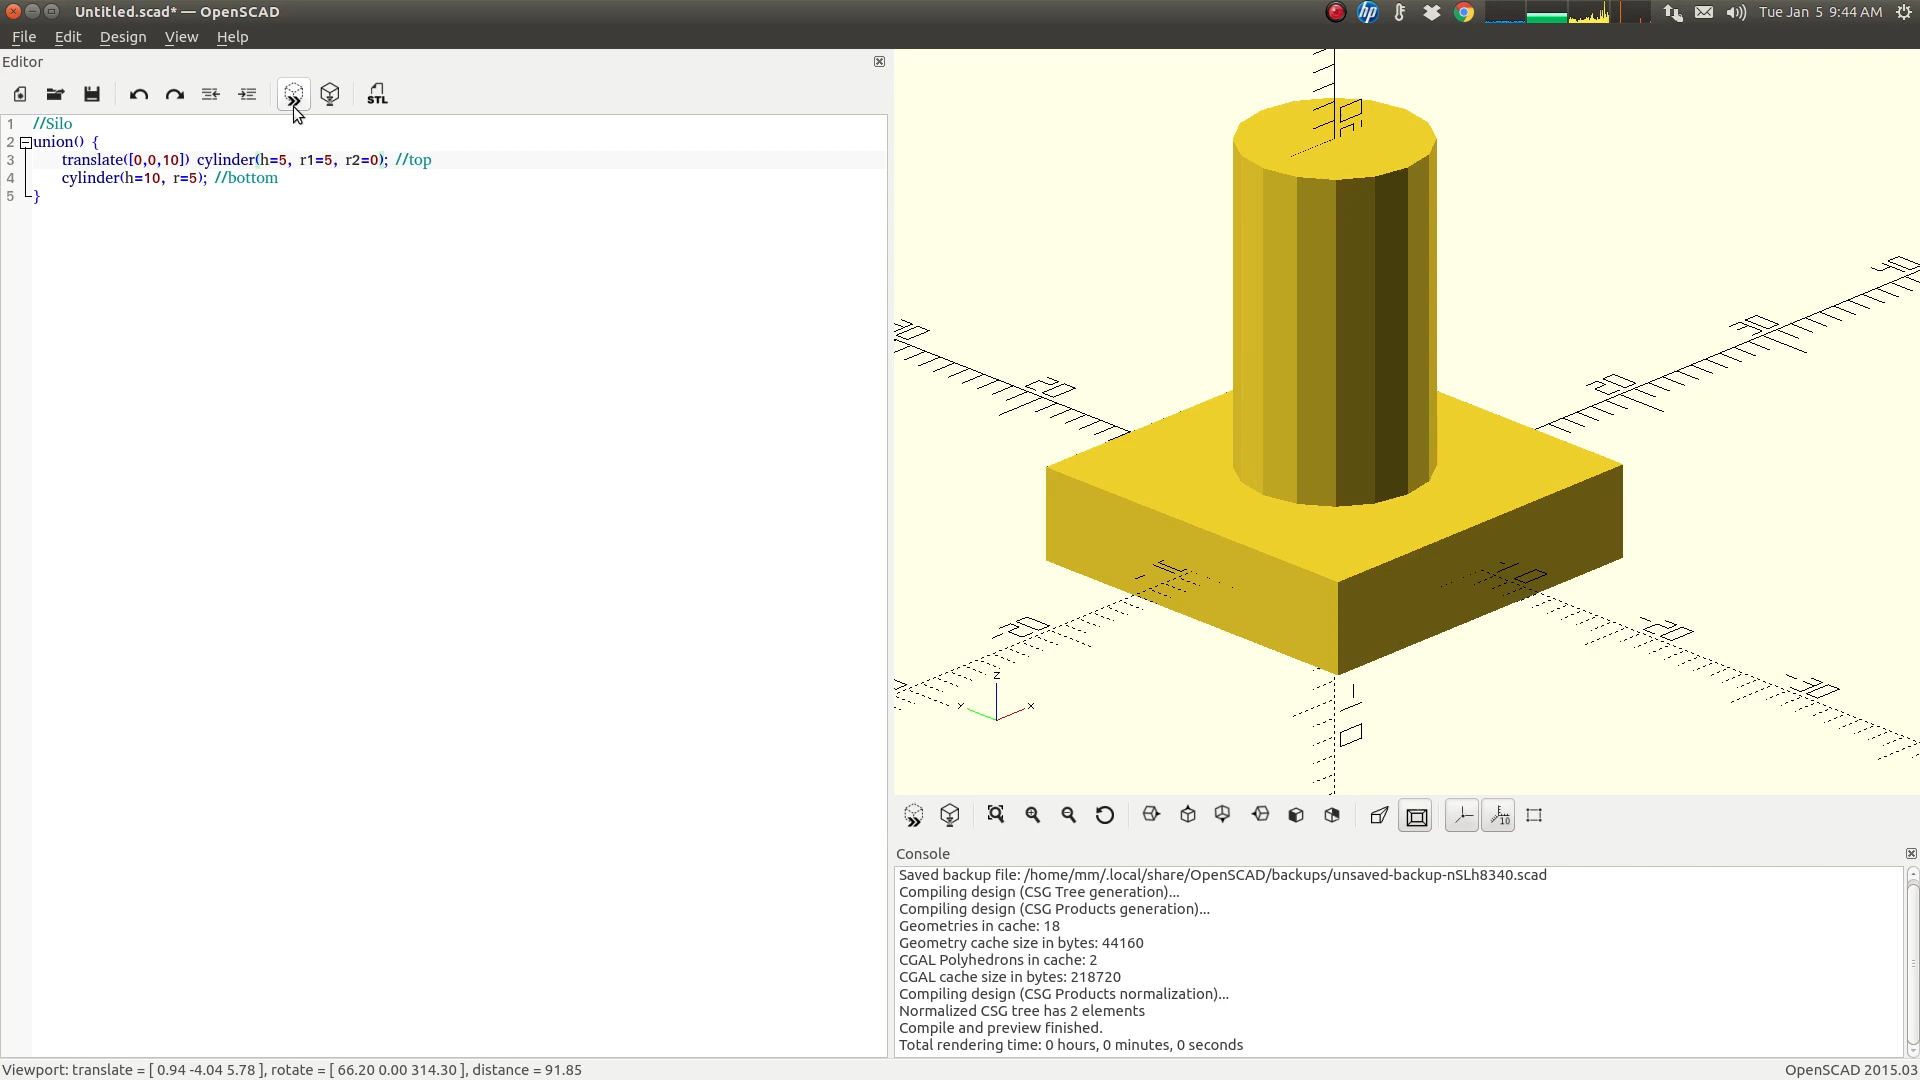 Untitled.scad* — OpenSCAD
Tue Jan 5 9:44 AM
File Edit Design View Help
Editor
STL
1 //Silo
2 union() {
3 translate([0,0,10]) cylinder(h=5, r1=5, r2=0); //top
4 cylinder(h=10, r=5); //bottom
5 }
z
y
x
10
Console
Saved backup file: /home/mm/.local/share/OpenSCAD/backups/unsaved-backup-nSLh8340.scad
Compiling design (CSG Tree generation)...
Compiling design (CSG Products generation)...
Geometries in cache: 18
Geometry cache size in bytes: 44160
CGAL Polyhedrons in cache: 2
CGAL cache size in bytes: 218720
Compiling design (CSG Products normalization)...
Normalized CSG tree has 2 elements
Compile and preview finished.
Total rendering time: 0 hours, 0 minutes, 0 seconds
Viewport: translate = [ 0.94 -4.04 5.78 ], rotate = [ 66.20 0.00 314.30 ], distance = 91.85
OpenSCAD 2015.03